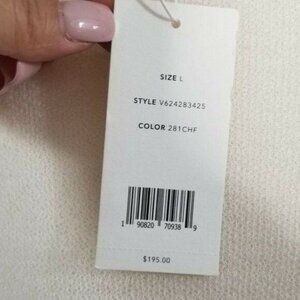 SIZE L
STYLE V624283425
COLOR 281CHF
1 90820 70938 9
$195.00